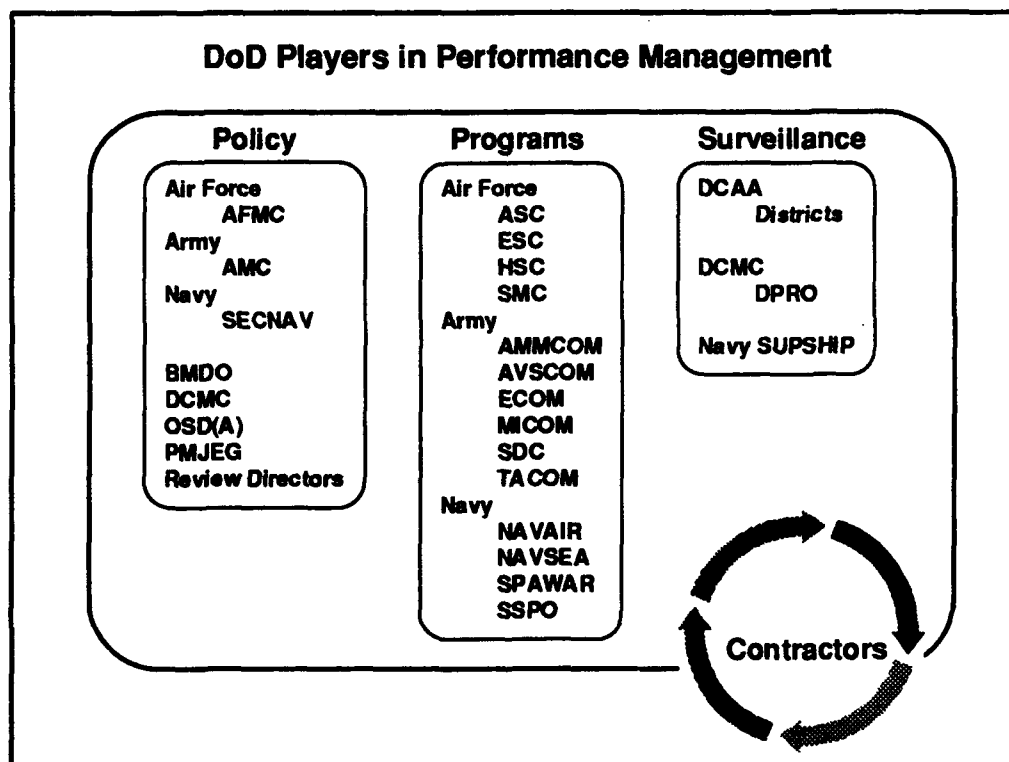 DoD Players in Performance Management
Policy
Air Force
AFMC
Army
AMC
Navy
SECNAV
BMDO
DCMC
OSD(A)
PMJEG
Review Directors
Programs
Air Force
ASC
ESC
HSC
SMC
Army
AMMCOM
AVSCOM
ECOM
MICOM
SDC
TACOM
Navy
NAVAIR
NAVSEA
SPAWAR
SSPO
Surveillance
DCAA
Districts
DCMC
DPRO
Navy SUPSHIP
Contractors